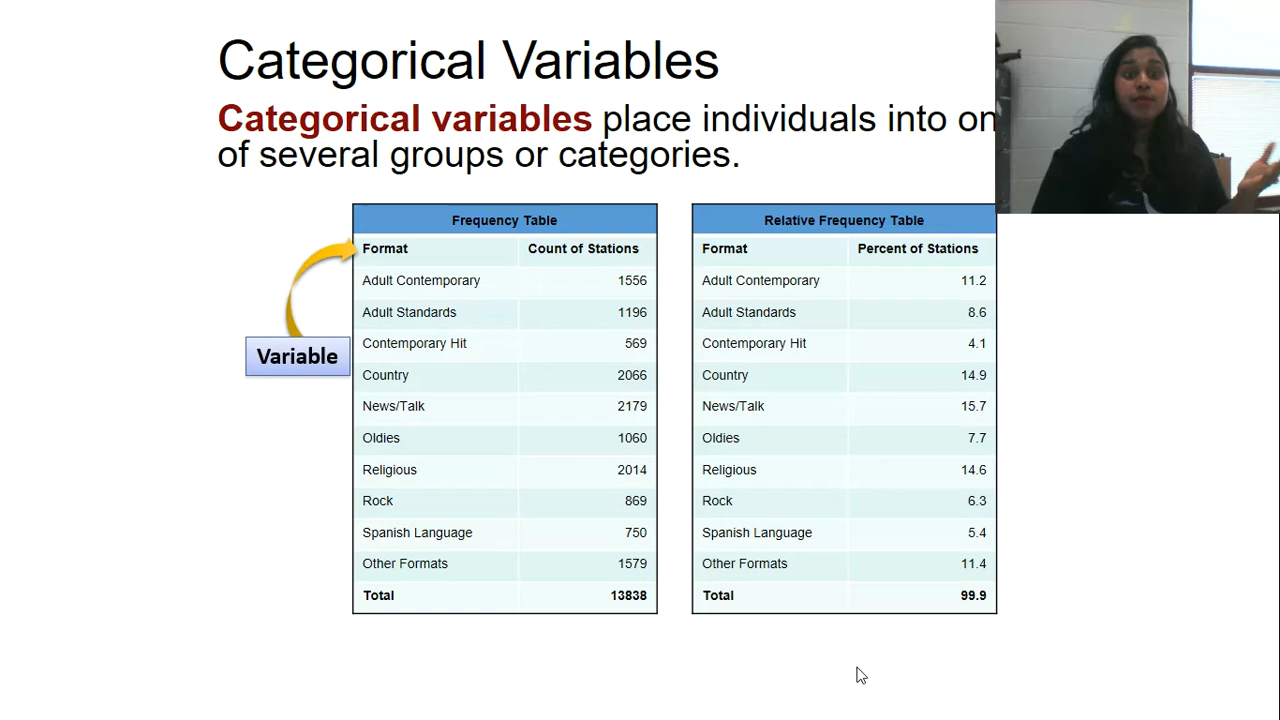 Categorical Variables
Categorical variables place individuals into on
of several groups or categories.
Frequency Table
Format Count of Stations
Adult Contemporary 1556
Adult Standards 1196
Contemporary Hit 569
Country 2066
News/Talk 2179
Oldies 1060
Religious 2014
Rock 869
Spanish Language 750
Other Formats 1579
Total 13838
Variable
Relative Frequency Table
Format Percent of Stations
Adult Contemporary 11.2
Adult Standards 8.6
Contemporary Hit 4.1
Country 14.9
News/Talk 15.7
Oldies 7.7
Religious 14.6
Rock 6.3
Spanish Language 5.4
Other Formats 11.4
Total 99.9